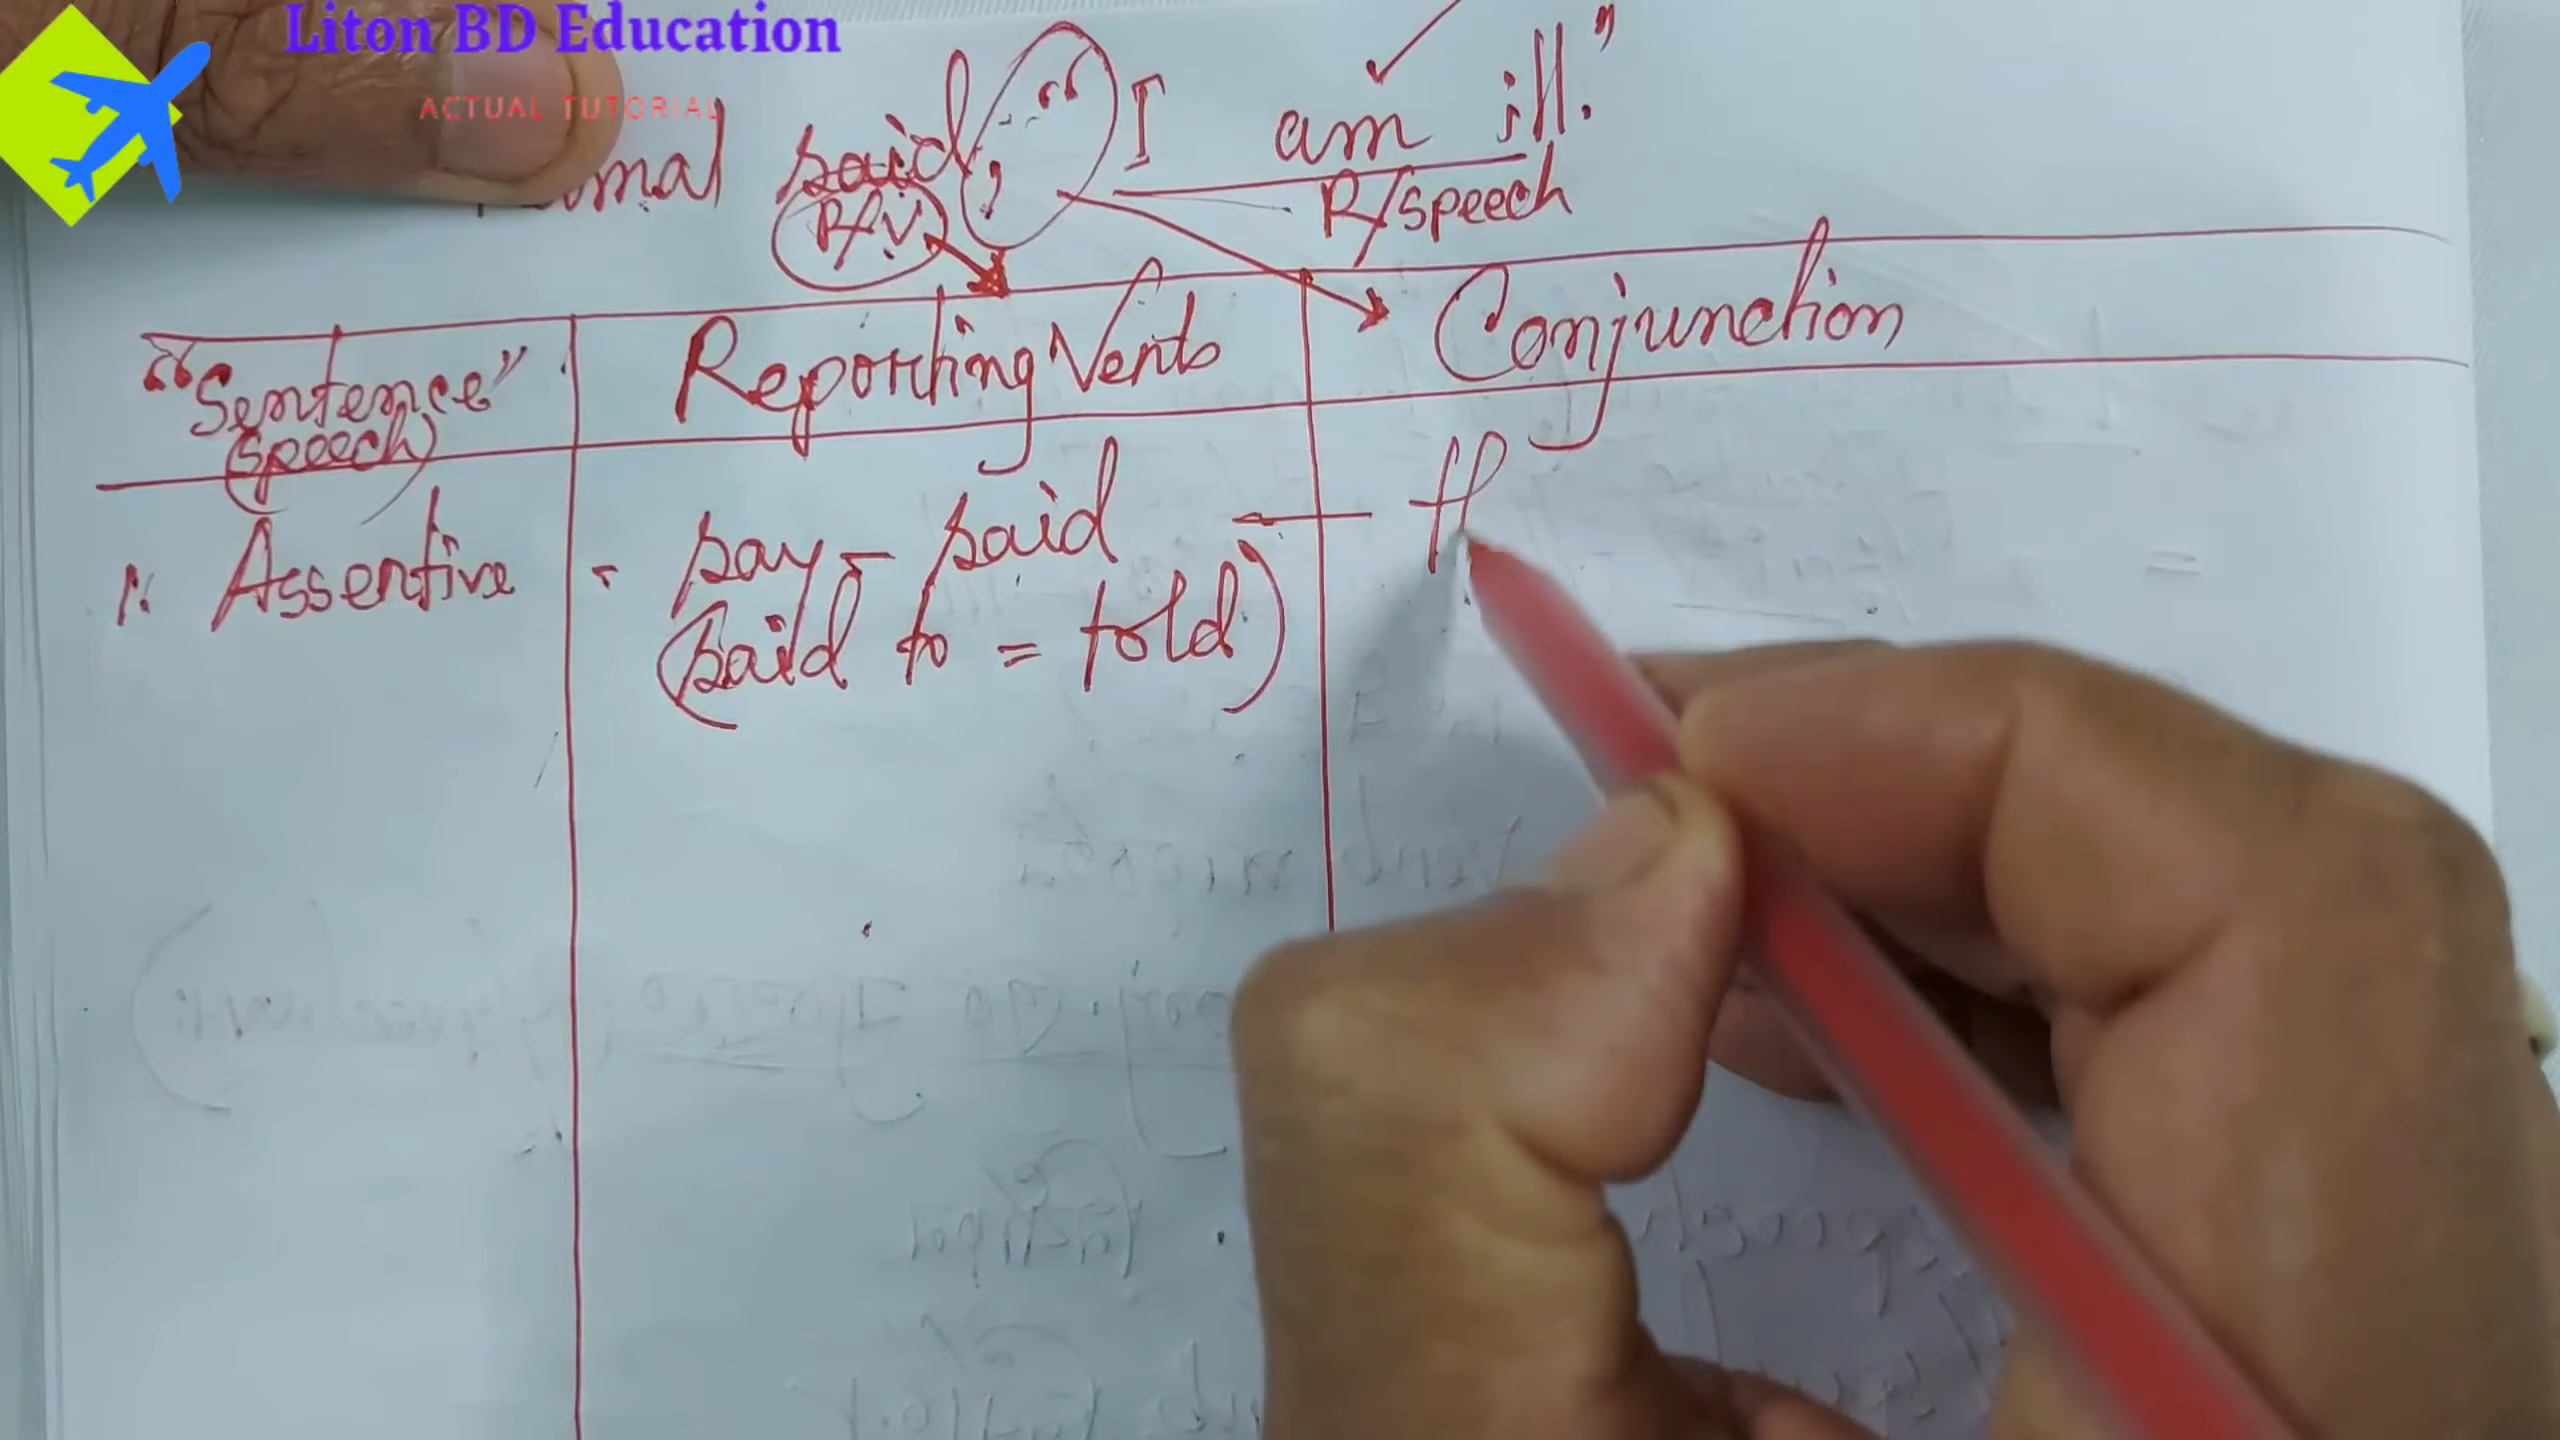 Liton BD Education
ACTUAL TUTORIAL
said, " I am ill."
R/V R/speech
"Sentence" Reporting Verb Conjunction
(speech)
1. Assertive - say - said
(said to = told)